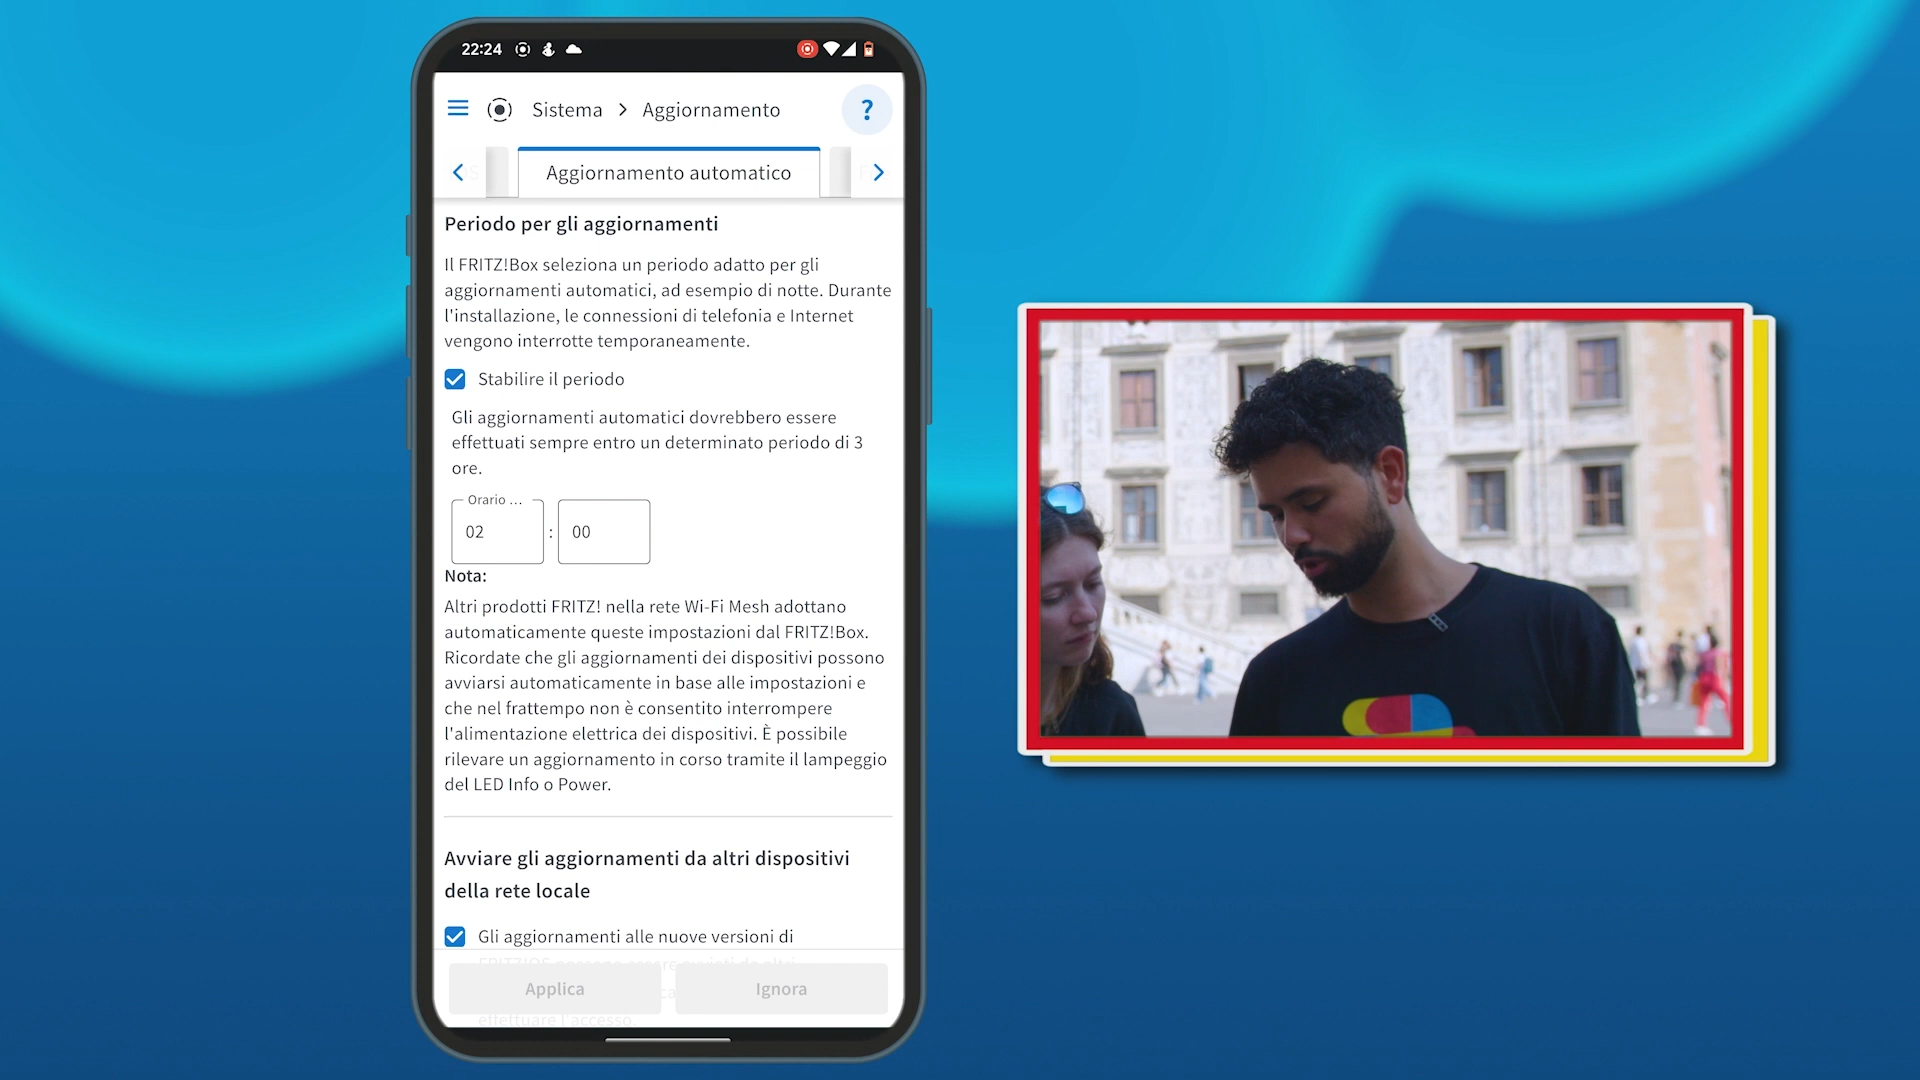 22:24
Sistema > Aggiornamento
?
Aggiornamento automatico
Periodo per gli aggiornamenti
Il FRITZ!Box seleziona un periodo adatto per gli
aggiornamenti automatici, ad esempio di notte. Durante
l'installazione, le connessioni di telefonia e Internet
vengono interrotte temporaneamente.
Stabilire il periodo
Gli aggiornamenti automatici dovrebbero essere
effettuati sempre entro un determinato periodo di 3
ore.
Orario ...
02 : 00
Nota:
Altri prodotti FRITZ! nella rete Wi-Fi Mesh adottano
automaticamente queste impostazioni dal FRITZ!Box.
Ricordate che gli aggiornamenti dei dispositivi possono
avviarsi automaticamente in base alle impostazioni e
che nel frattempo non è consentito interrompere
l'alimentazione elettrica dei dispositivi. È possibile
rilevare un aggiornamento in corso tramite il lampeggio
del LED Info o Power.
Avviare gli aggiornamenti da altri dispositivi
della rete locale
Gli aggiornamenti alle nuove versioni di
Applica Ignora
effettuare l'accesso.